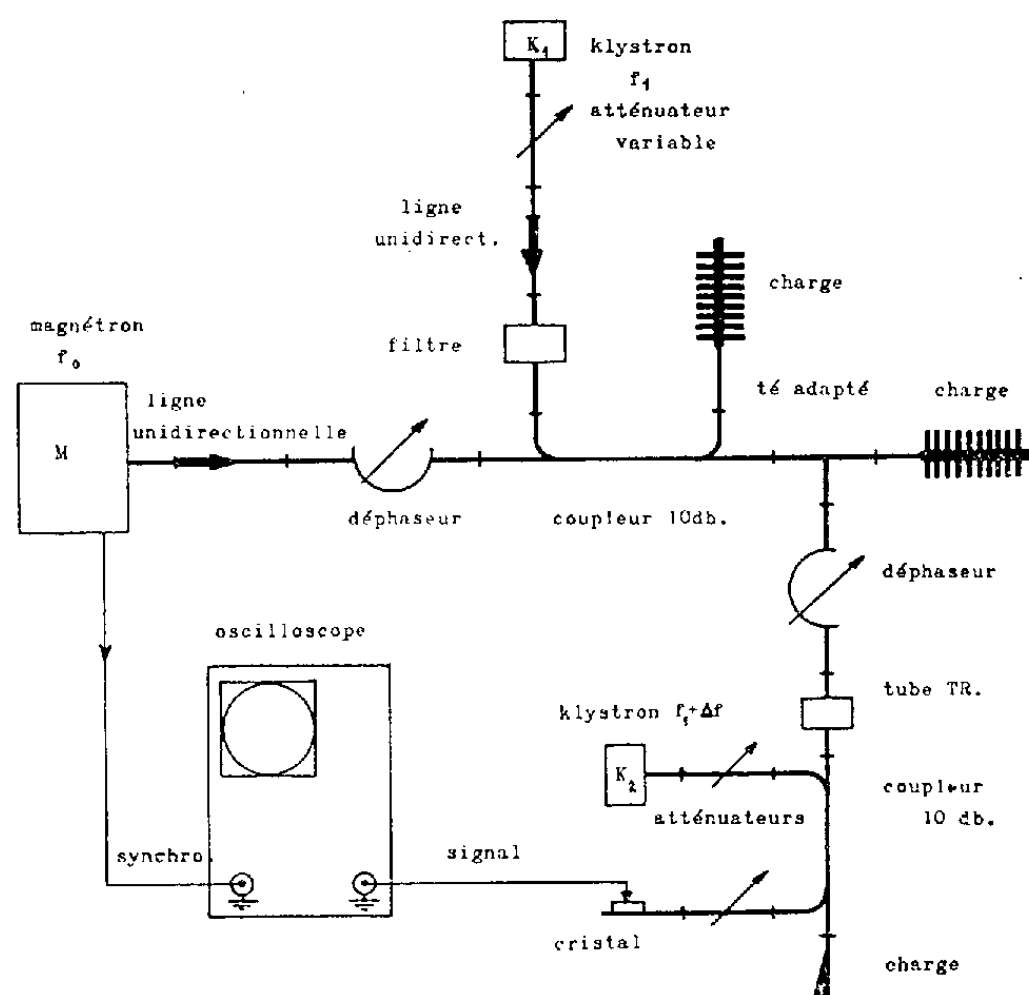 K₁
klystron
f₁
atténuateur
variable
ligne
unidirect.
charge
magnétron
f₀
filtre
té adapté
charge
ligne
unidirectionnelle
M
déphaseur
coupleur 10db.
déphaseur
oscilloscope
tube TR.
klystron f₁+Δf
K₂
coupleur
10 db.
atténuateurs
synchro.
signal
cristal
charge